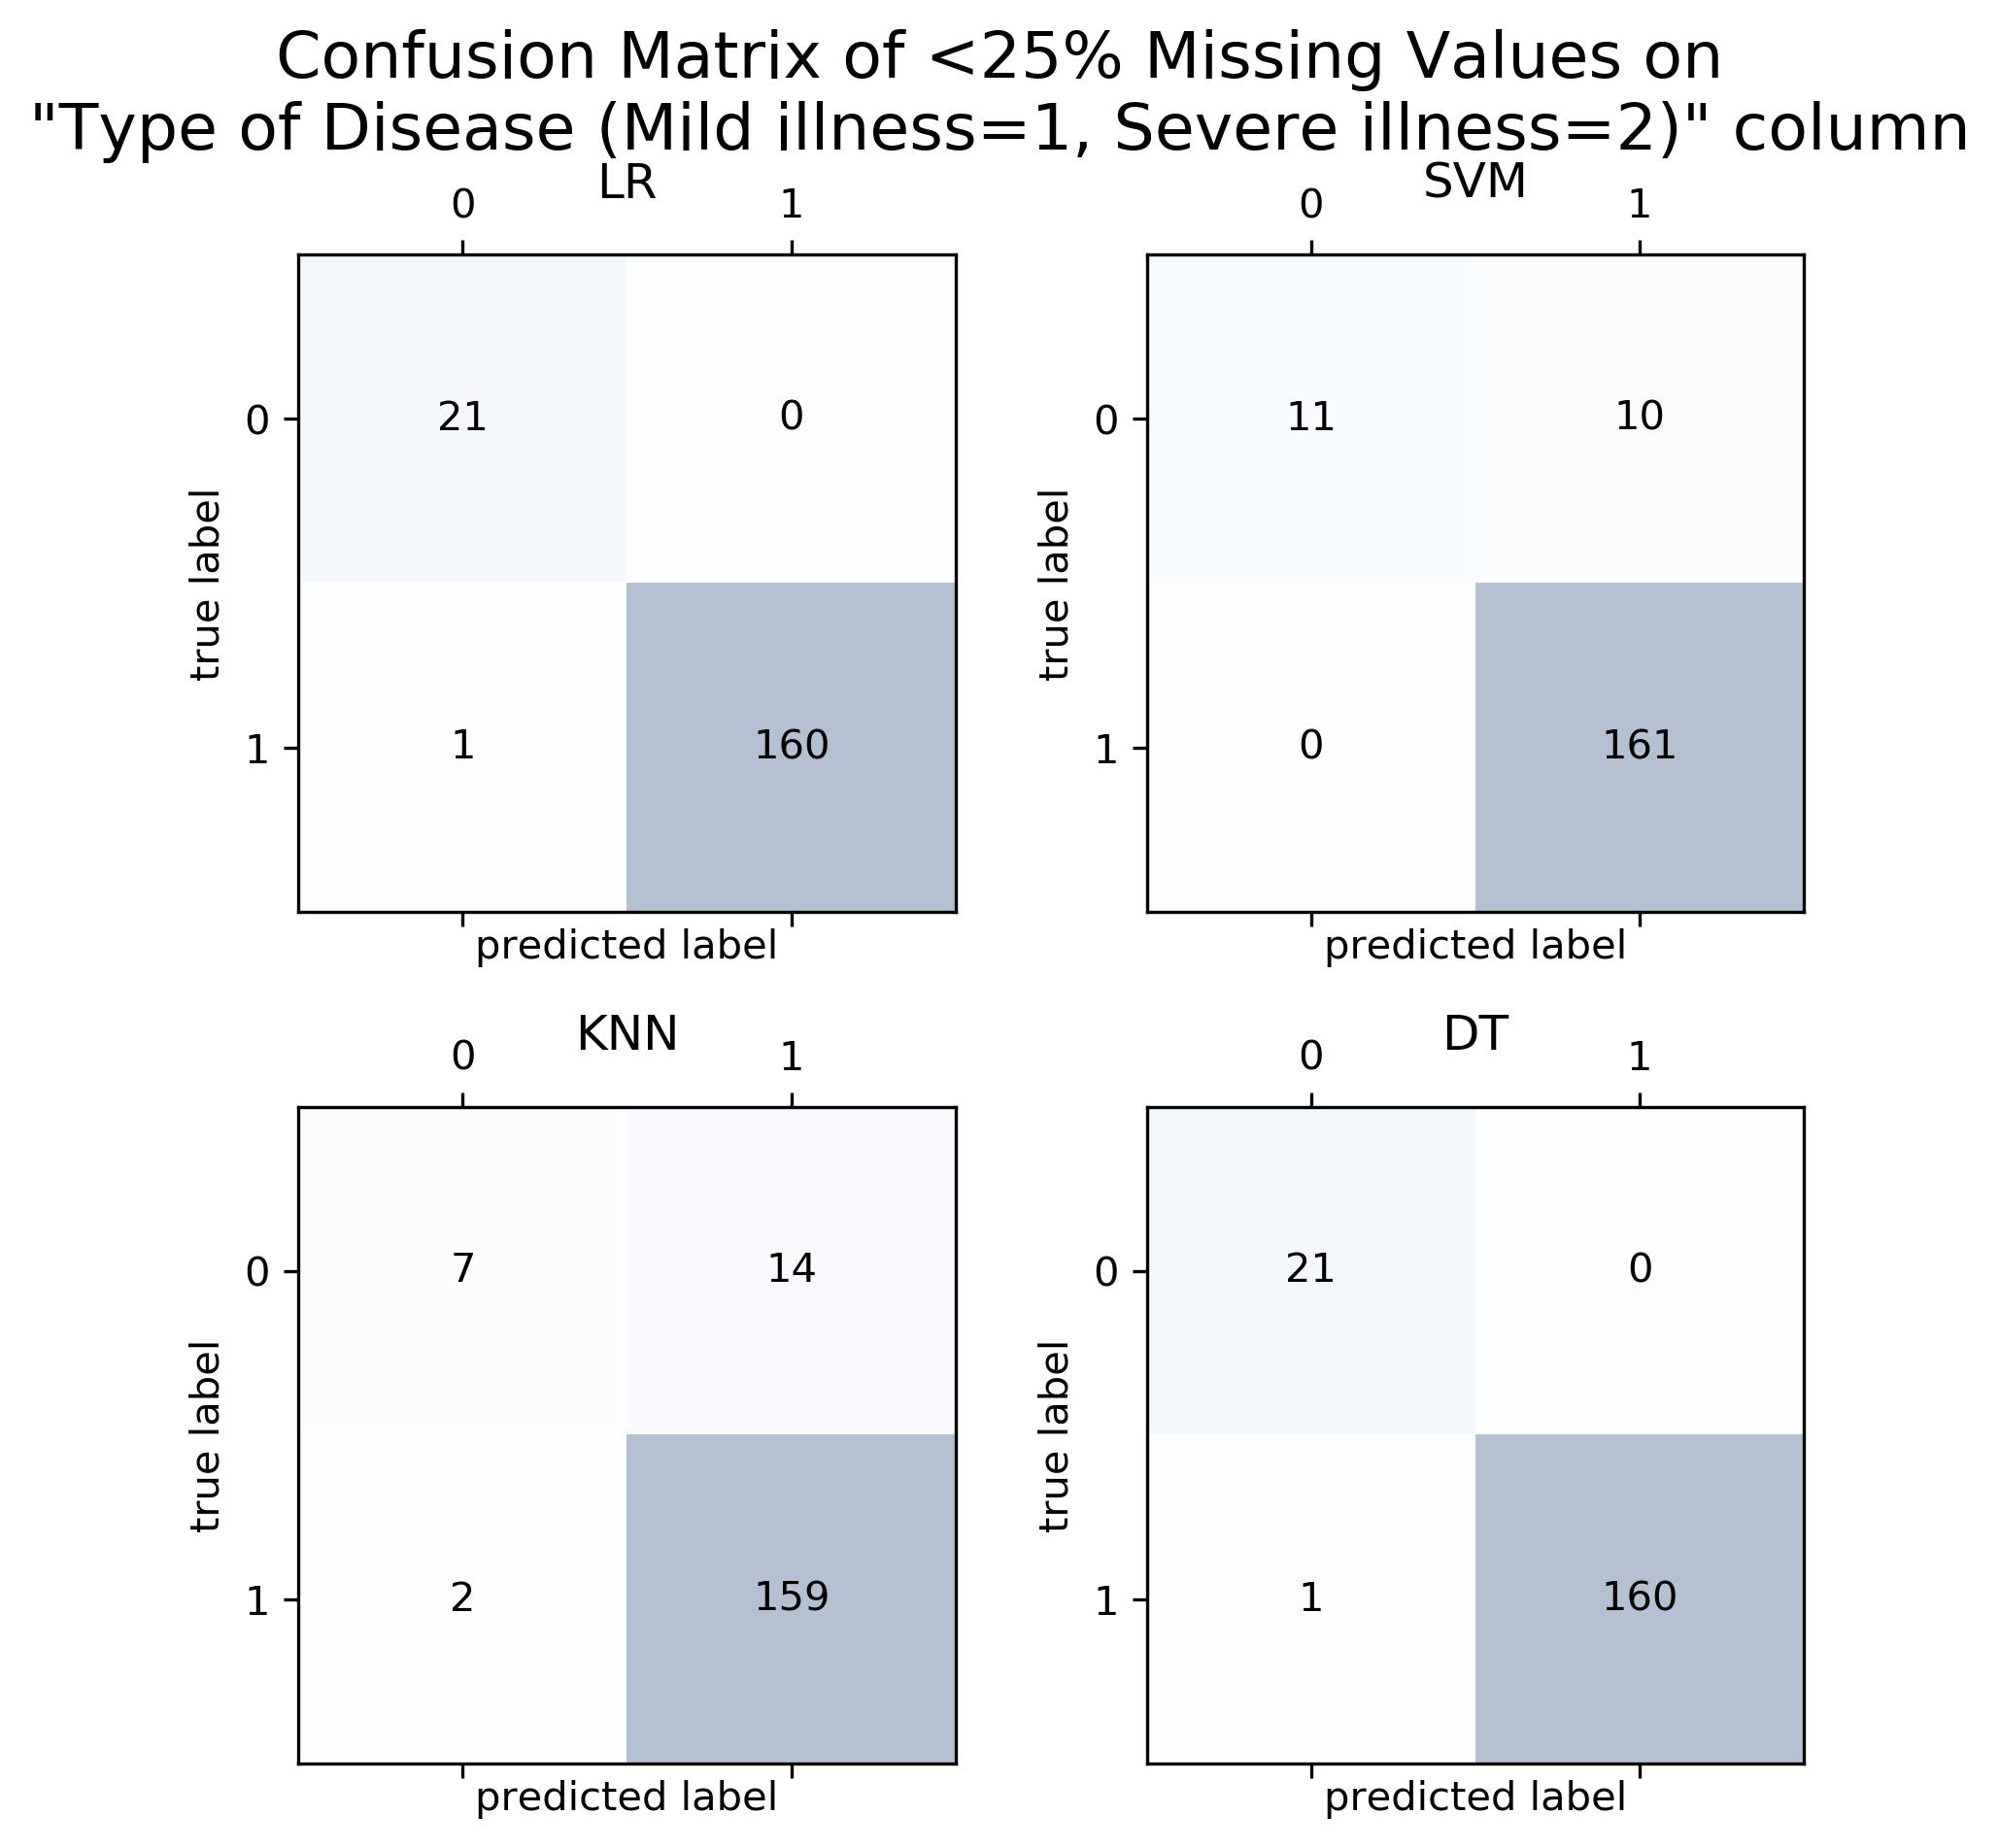 Confusion Matrix of <25% Missing Values on
"Type of Disease (Mild illness=1, Severe illness=2)" column
LR
0 1
true label
0 21 0
1 1 160
predicted label
SVM
0 1
true label
0 11 10
1 0 161
predicted label
KNN
0 1
true label
0 7 14
1 2 159
predicted label
DT
0 1
true label
0 21 0
1 1 160
predicted label